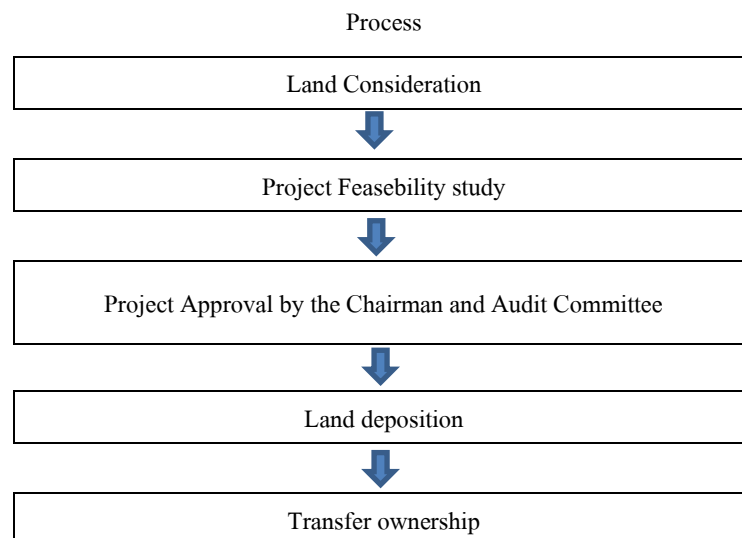 Process
Land Consideration
Project Feasebility study
Project Approval by the Chairman and Audit Committee
Land deposition
Transfer ownership